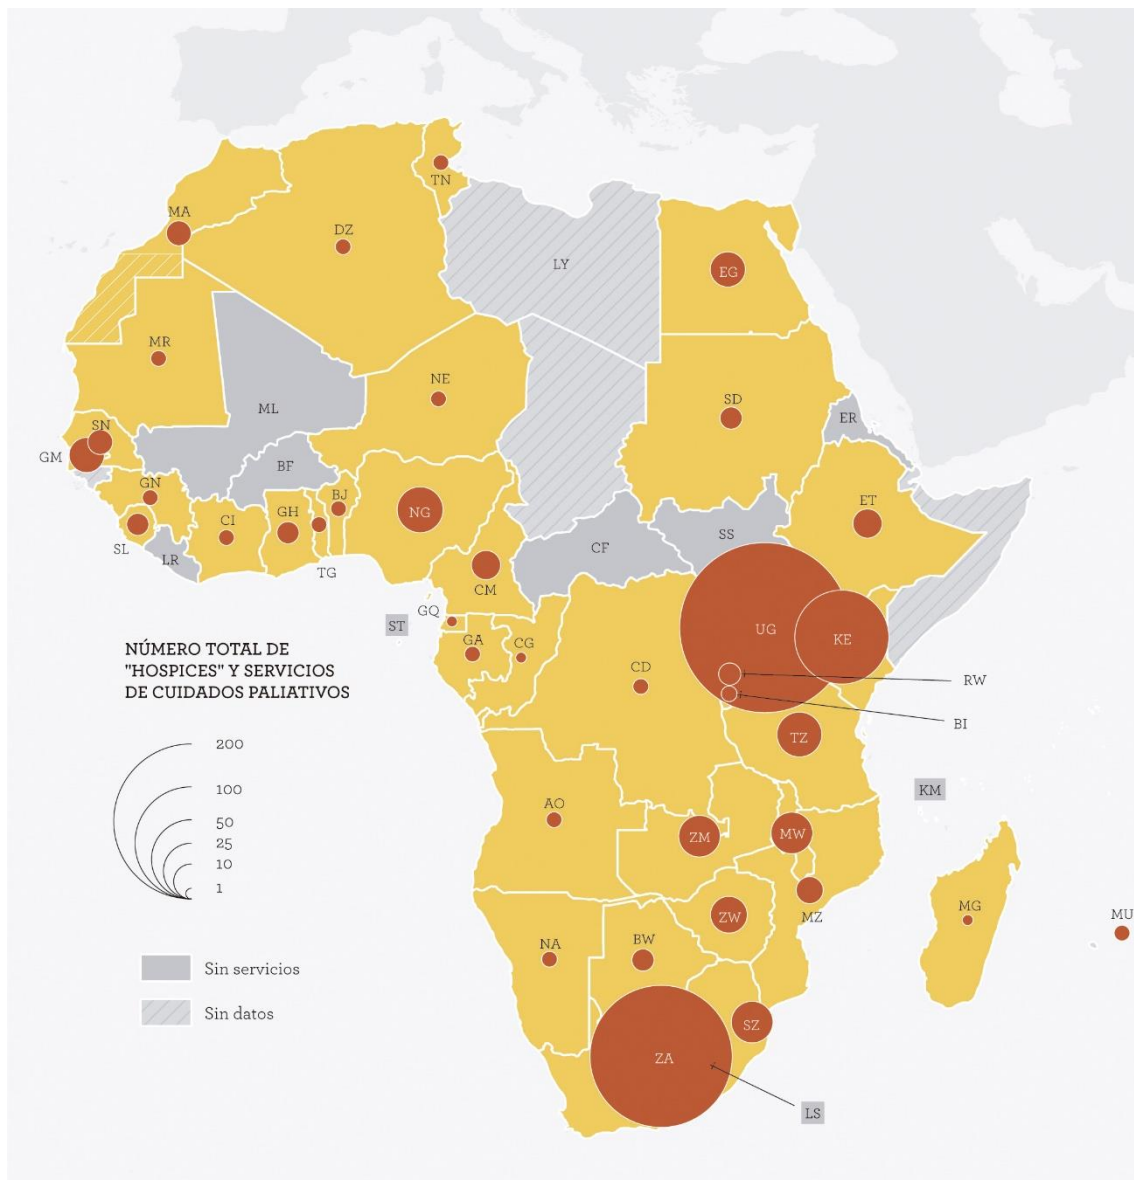 TN
MA
DZ
LY
EG
MR
NE
ML
SD
ER
SN
GM
BF
GN
BJ
NG
ET
GH
CI
SL
LR
TG
SS
CF
CM
GQ
ST
UG
KE
GA
CG
CD
RW
BI
TZ
KM
NÚMERO TOTAL DE
"HOSPICES" Y SERVICIOS
DE CUIDADOS PALIATIVOS
200
100
50
25
10
1
Sin servicios
Sin datos
AO
ZM
MW
MZ
ZW
MG
MU
NA
BW
SZ
ZA
LS